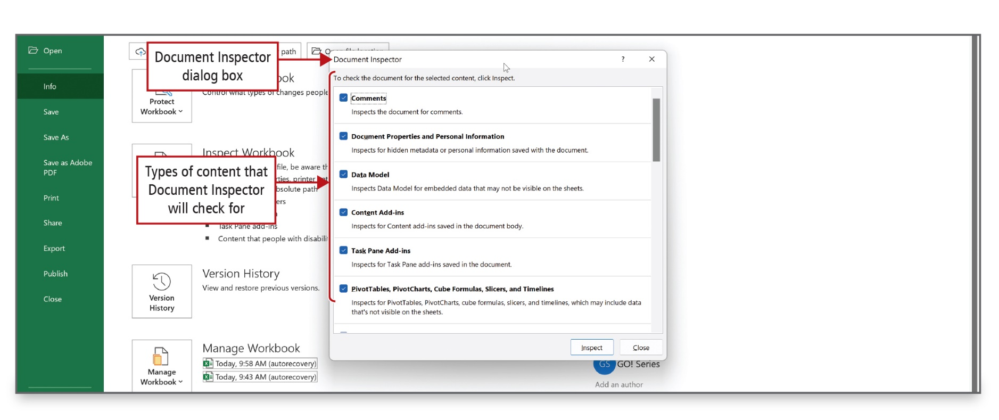 Open
Info
Save
Save As
Save as Adobe
PDF
Print
Share
Export
Publish
Close
path
Open file location
Document Inspector
dialog box
Control what types of changes people
Protect
Workbook
Inspect Workbook
file, be aware th
printer
bsolute path
Types of content that
Document Inspector
will check for
Task Pane add-ins
Content that people with disabili
Version
History
Version History
View and restore previous versions.
Manage
Workbook
Manage Workbook
Today, 9:58 AM (autorecovery)
Today, 9:43 AM (autorecovery)
Document Inspector
?
To check the document for the selected content, click Inspect.
Comments
Inspects the document for comments.
Document Properties and Personal Information
Inspects for hidden metadata or personal information saved with the document.
Data Model
Inspects Data Model for embedded data that may not be visible on the sheets.
Content Add-ins
Inspects for Content add-ins saved in the document body.
Task Pane Add-ins
Inspects for Task Pane add-ins saved in the document.
PivotTables, PivotCharts, Cube Formulas, Slicers, and Timelines
Inspects for PivotTables, PivotCharts, cube formulas, slicers, and timelines, which may include data
that's not visible on the sheets.
Inspect
Close
GS GO! Series
Add an author